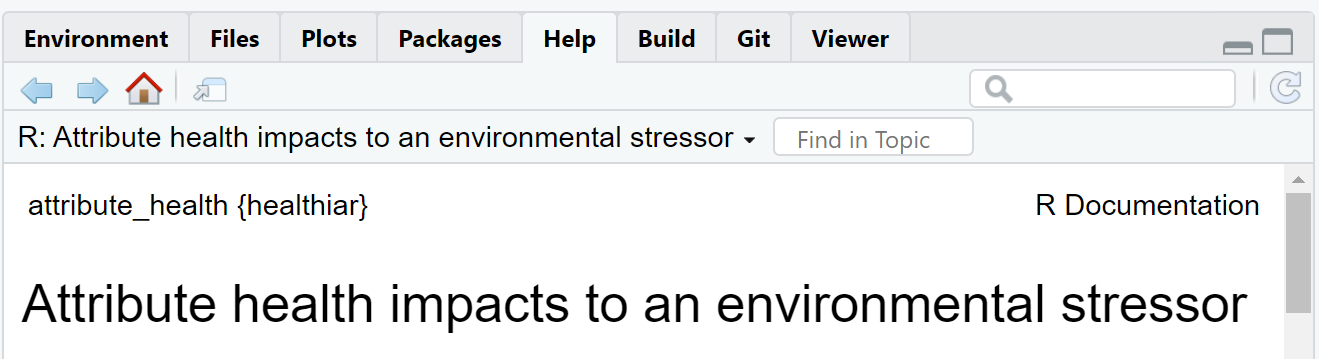 Environment Files Plots Packages Help Build Git Viewer
R: Attribute health impacts to an environmental stressor Find in Topic
attribute_health {healthiar} R Documentation
Attribute health impacts to an environmental stressor